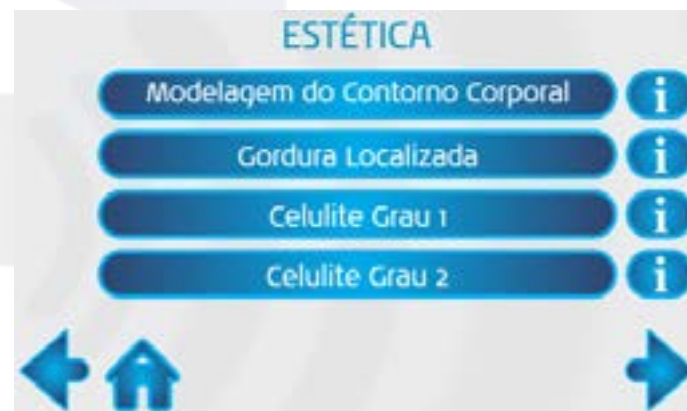 ESTÉTICA
Modelagem do Contorno Corporal i
Gordura Localizada i
Celulite Grau 1 i
Celulite Grau 2 i